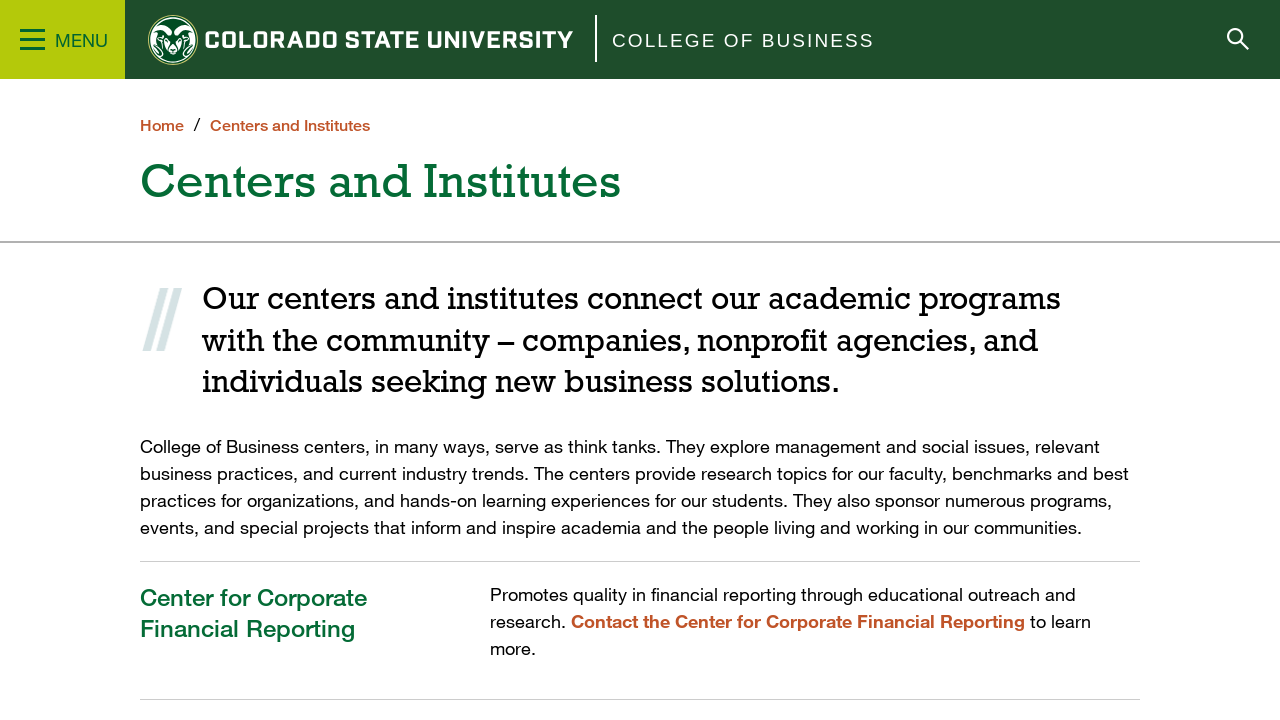 MENU
COLORADO STATE UNIVERSITY
COLLEGE OF BUSINESS
Home / Centers and Institutes
Centers and Institutes
Our centers and institutes connect our academic programs
with the community – companies, nonprofit agencies, and
individuals seeking new business solutions.
College of Business centers, in many ways, serve as think tanks. They explore management and social issues, relevant
business practices, and current industry trends. The centers provide research topics for our faculty, benchmarks and best
practices for organizations, and hands-on learning experiences for our students. They also sponsor numerous programs,
events, and special projects that inform and inspire academia and the people living and working in our communities.
Center for Corporate
Financial Reporting
Promotes quality in financial reporting through educational outreach and
research. Contact the Center for Corporate Financial Reporting to learn
more.